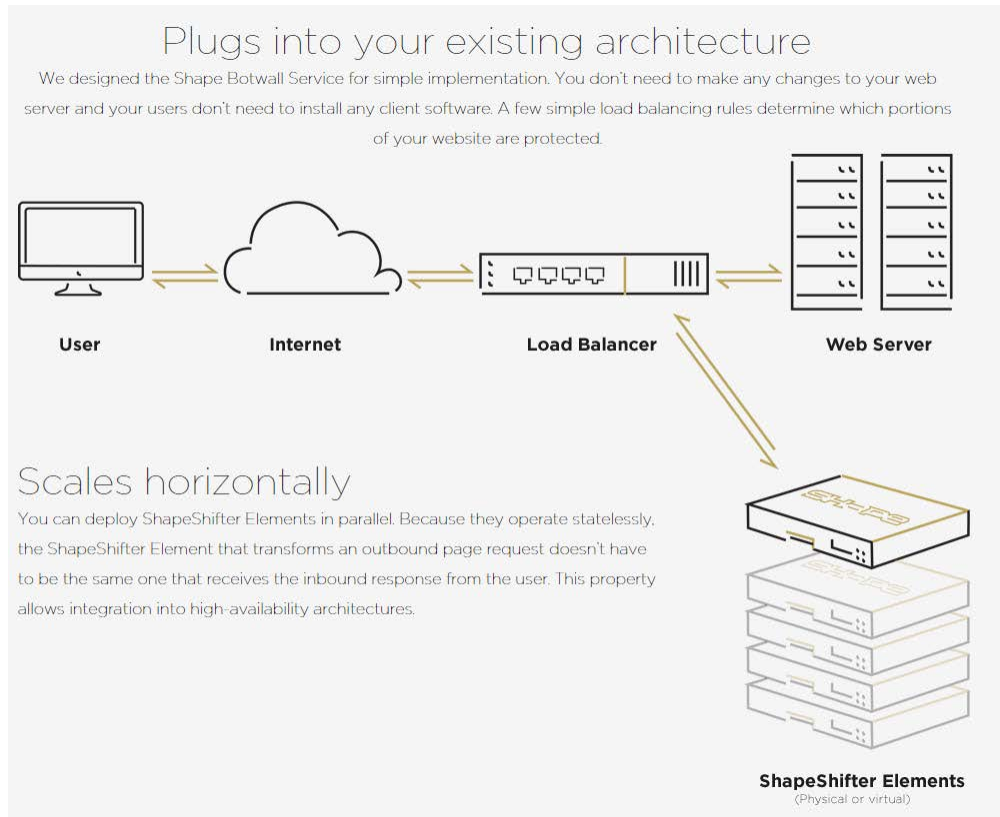 Plugs into your existing architecture
We designed the Shape Botwall Service for simple implementation. You don't need to make any changes to your web
server and your users don't need to install any client software. A few simple load balancing rules determine which portions
of your website are protected.
User
Internet
Load Balancer
Web Server
Scales horizontally
You can deploy ShapeShifter Elements in parallel. Because they operate statelessly,
the ShapeShifter Element that transforms an outbound page request doesn't have
to be the same one that receives the inbound response from the user. This property
allows integration into high-availability architectures.
ShapeShifter Elements
(Physical or virtual)